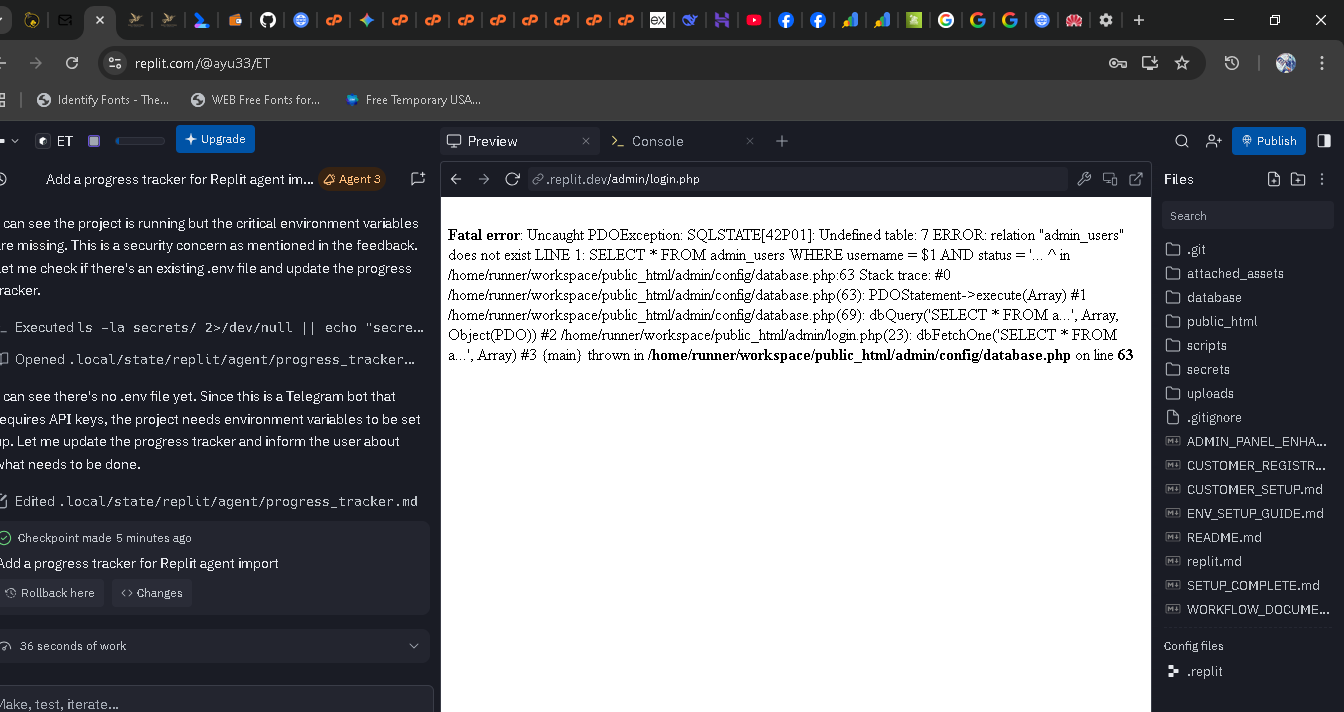 ex
replit.com/@ayu33/ET
Identify Fonts - The...
WEB Free Fonts for...
Free Temporary USA...
ET
Upgrade
Preview
Console
Publish
Add a progress tracker for Replit agent im...
Agent 3
.replit.dev/admin/login.php
Files
Search
can see the project is running but the critical environment variables
re missing. This is a security concern as mentioned in the feedback.
et me check if there's an existing .env file and update the progress
racker.
Executed ls -la secrets/ 2>/dev/null || echo "secre...
Opened .local/state/replit/agent/progress_tracker...
can see there's no .env file yet. Since this is a Telegram bot that
equires API keys, the project needs environment variables to be set
up. Let me update the progress tracker and inform the user about
what needs to be done.
Edited .local/state/replit/agent/progress_tracker.md
Checkpoint made 5 minutes ago
Add a progress tracker for Replit agent import
Rollback here
Changes
36 seconds of work
Make, test, iterate...
Fatal error: Uncaught PDOException: SQLSTATE[42P01]: Undefined table: 7 ERROR: relation "admin_users"
does not exist LINE 1: SELECT * FROM admin_users WHERE username = $1 AND status = '... ^ in
/home/runner/workspace/public_html/admin/config/database.php:63 Stack trace: #0
/home/runner/workspace/public_html/admin/config/database.php(63): PDOStatement->execute(Array) #1
/home/runner/workspace/public_html/admin/config/database.php(69): dbQuery('SELECT * FROM a...', Array,
Object(PDO)) #2 /home/runner/workspace/public_html/admin/login.php(23): dbFetchOne('SELECT * FROM
a...', Array) #3 {main} thrown in /home/runner/workspace/public_html/admin/config/database.php on line 63
.git
attached_assets
database
public_html
scripts
secrets
uploads
.gitignore
ADMIN_PANEL_ENHA...
CUSTOMER_REGISTR...
CUSTOMER_SETUP.md
ENV_SETUP_GUIDE.md
README.md
replit.md
SETUP_COMPLETE.md
WORKFLOW_DOCUME...
Config files
.replit